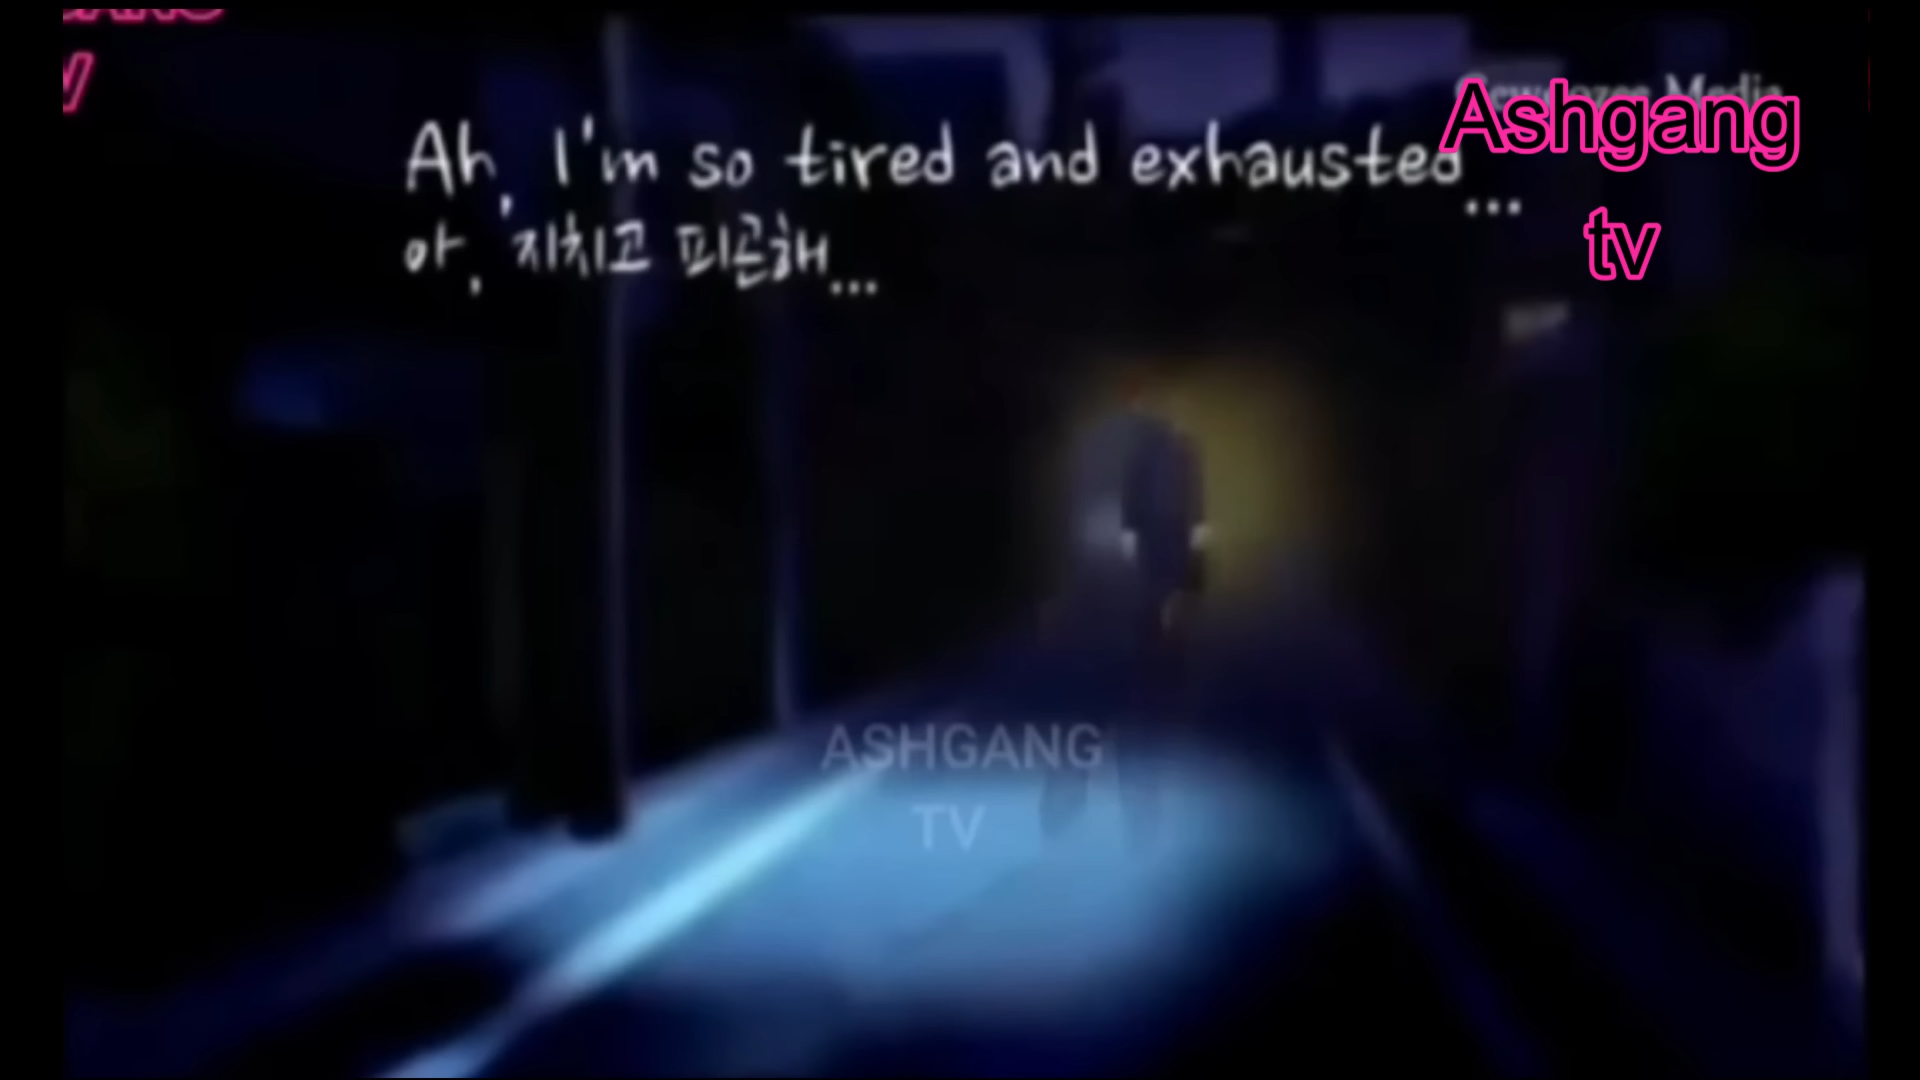 Ashgang
tv
Ah, I'm so tired and exhausted...
아, 지치고 피곤해...
ASHGANG
TV